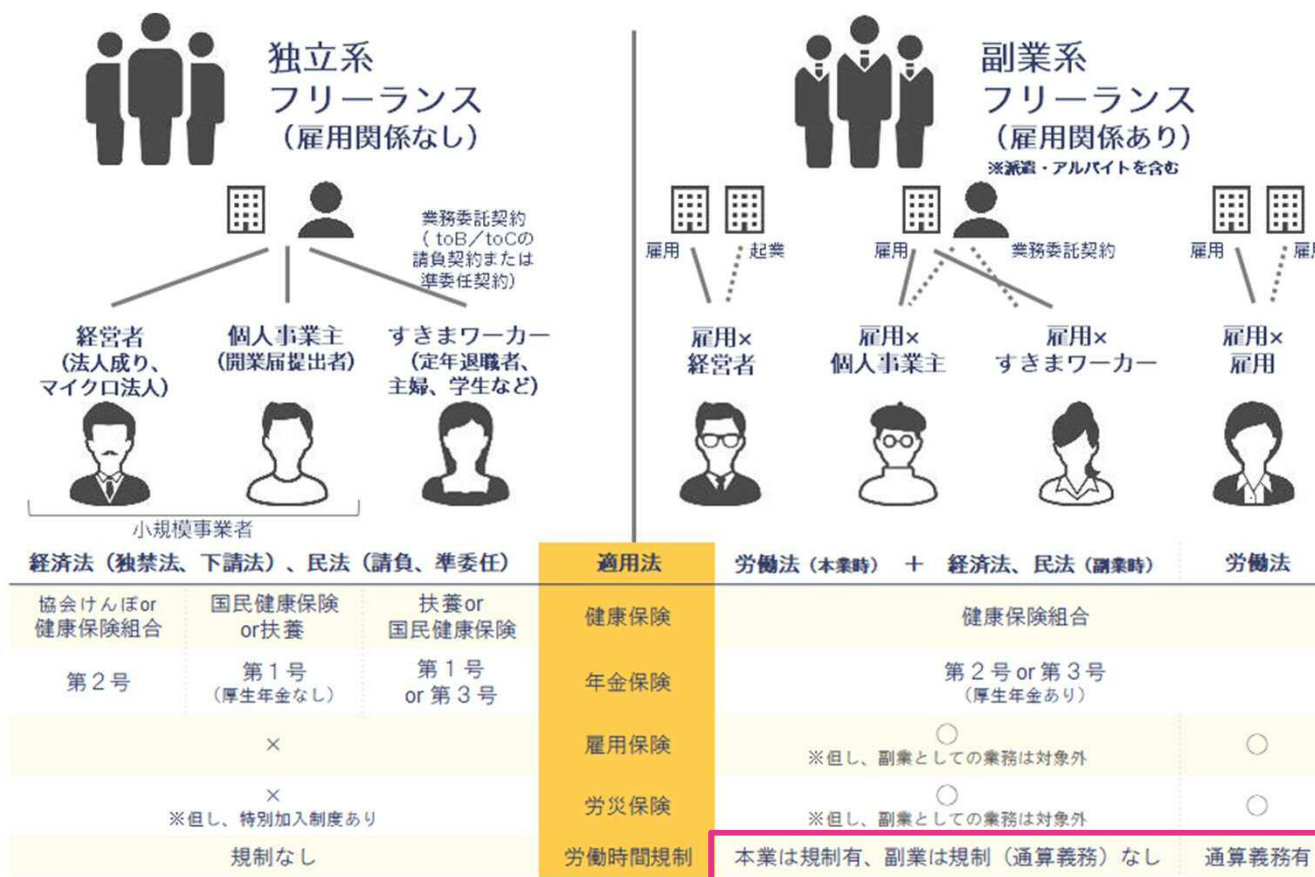 独立系
フリーランス
（雇用関係なし）
業務委託契約
（toB／toCの
請負契約または
準委任契約）
経営者
(法人成り、
マイクロ法人)
個人事業主
(開業届提出者)
すきまワーカー
(定年退職者、
主婦、学生など)
小規模事業者
副業系
フリーランス
（雇用関係あり）
※派遣・アルバイトを含む
雇用
起業
雇用
業務委託契約
雇用
雇用×
経営者
雇用×
個人事業主
雇用×
すきまワーカー
雇用×
雇用
経済法（独禁法、下請法）、民法（請負、準委任）
適用法
労働法（本業時） ＋ 経済法、民法（副業時）
労働法
協会けんぽor
健康保険組合
国民健康保険
or扶養
扶養or
国民健康保険
健康保険
健康保険組合
第２号
第１号
（厚生年金なし）
第１号
or 第３号
年金保険
第２号 or 第３号
（厚生年金あり）
×
雇用保険
○
※但し、副業としての業務は対象外
○
×
※但し、特別加入制度あり
労災保険
○
※但し、副業としての業務は対象外
○
規制なし
労働時間規制
本業は規制有、副業は規制（通算義務）なし
通算義務有